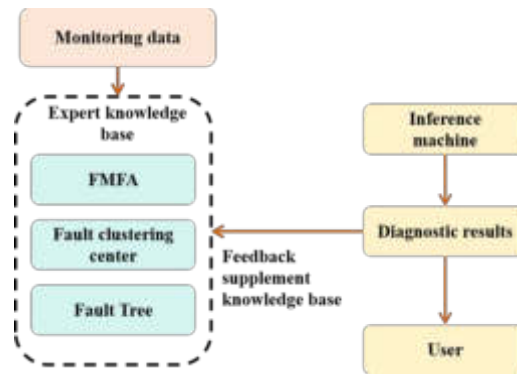 Monitoring data
Expert knowledge
base
FMFA
Fault clustering
center
Fault Tree
Feedback
supplement
knowledge base
Inference
machine
Diagnostic results
User